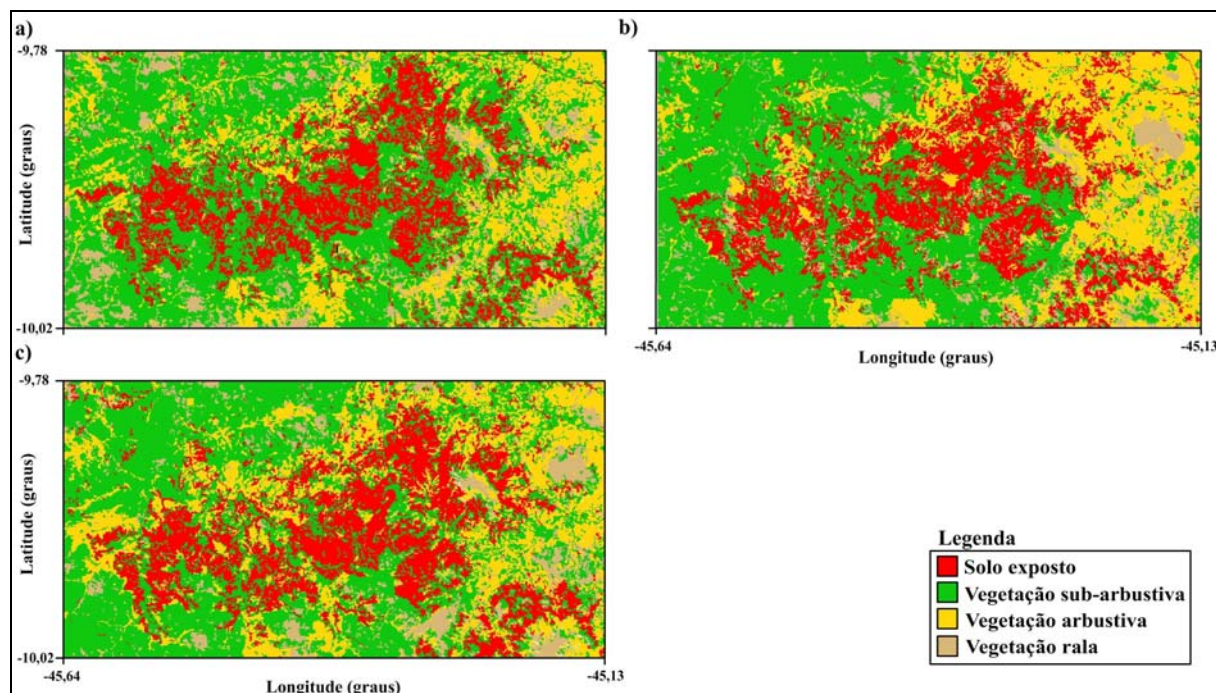 a)
-9,78
Latitude (graus)
-10,02
b)
-45,64
-45,13
Longitude (graus)
c)
-9,78
Latitude (graus)
-10,02
-45,64
-45,13
Longitude (graus)
Legenda
Solo exposto
Vegetação sub-arbustiva
Vegetação arbustiva
Vegetação rala